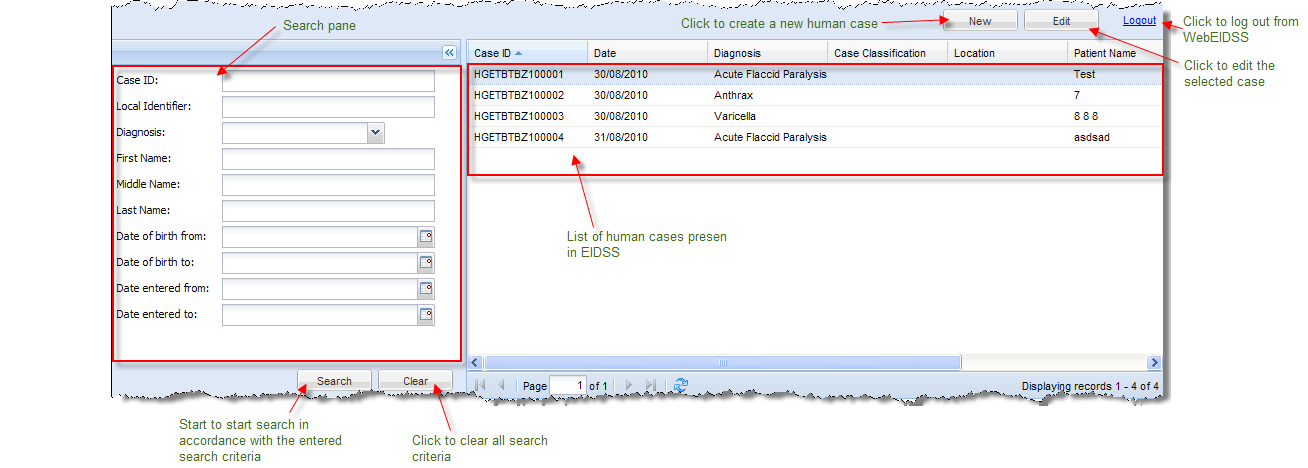 Search pane
Click to create a new human case
New
Edit
Logout
Click to log out from
WebEIDSS
Click to edit the
selected case
Case ID:
Local Identifier:
Diagnosis:
First Name:
Middle Name:
Last Name:
Date of birth from:
Date of birth to:
Date entered from:
Date entered to:
Search
Clear
Case ID Date Diagnosis Case Classification Location Patient Name
HGETBTBZ100001 30/08/2010 Acute Flaccid Paralysis Test
HGETBTBZ100002 30/08/2010 Anthrax 7
HGETBTBZ100003 30/08/2010 Varicella 8 8 8
HGETBTBZ100004 31/08/2010 Acute Flaccid Paralysis asdsad
List of human cases presen
in EIDSS
Page 1 of 1
Displaying records 1 - 4 of 4
Start to start search in
accordance with the entered
search criteria
Click to clear all search
criteria